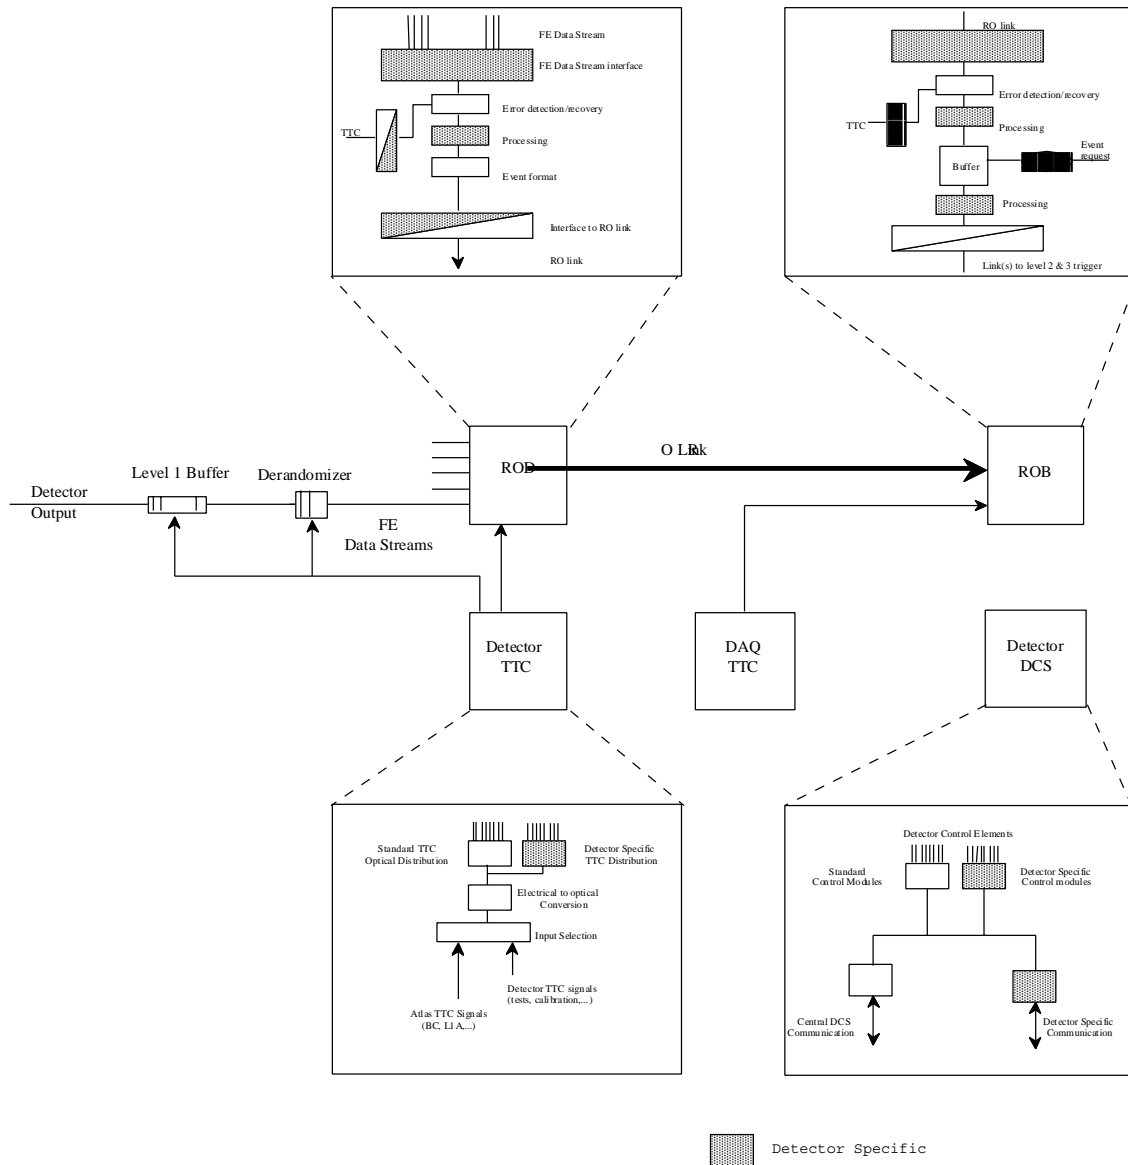 FE Data Stream
FE Data Stream interface
Error detection/recovery
TTC
Processing
Event format
Interface to RO link
RO link
RO link
Error detection/recovery
TTC
Processing
Event
request
Buffer
Processing
Link(s) to level 2 & 3 trigger
Level 1 Buffer
Derandomizer
Detector
Output
FE
Data Streams
ROD
O LRnk
ROB
Detector
TTC
DAQ
TTC
Detector
DCS
Standard TTC
Optical Distribution
Detector Specific
TTC Distribution
Electrical to optical
Conversion
Input Selection
Detector TTC signals
(tests, calibration,...)
Atlas TTC Signals
(BC, L1A,...)
Detector Control Elements
Standard
Control Modules
Detector Specific
Control modules
Central DCS
Communication
Detector Specific
Communication
Detector Specific